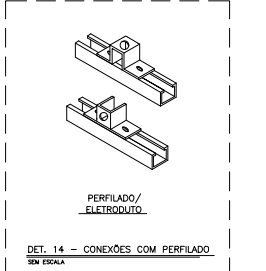 PERFILADO/
ELETRODUTO
DET. 14 – CONEXÕES COM PERFILADO
SEM ESCALA